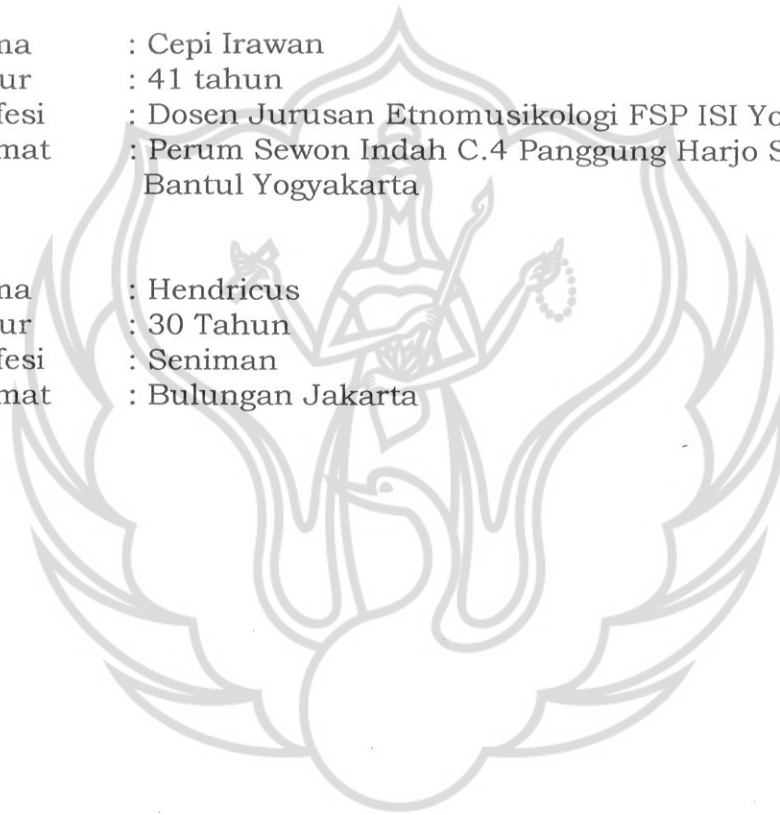 na : Cepi Irawan
ur : 41 tahun
fesi : Dosen Jurusan Etnomusikologi FSP ISI Yo
mat : Perum Sewon Indah C.4 Panggung Harjo S
Bantul Yogyakarta
na : Hendricus
ur : 30 Tahun
fesi : Seniman
mat : Bulungan Jakarta